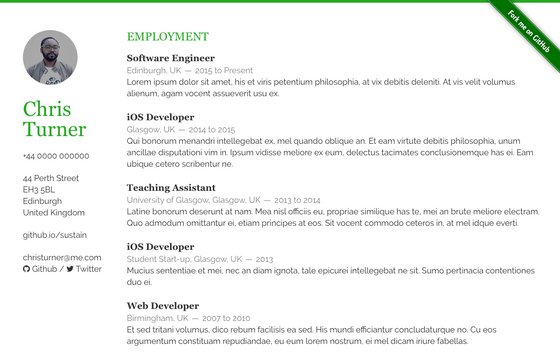 Fork me on GitHub
Chris
Turner
+44 0000 000000
44 Perth Street
EH3 5BL
Edinburgh
United Kingdom
github.io/sustain
christurner@me.com
Github / Twitter
EMPLOYMENT
Software Engineer
Edinburgh, UK — 2015 to Present
Lorem ipsum dolor sit amet, his et viris petentium philosophia, at vix debitis deleniti. At vis velit volumus
alienum, agam vocent assueverit usu ex.
iOS Developer
Glasgow, UK — 2014 to 2015
Qui bonorum menandri intellegebat ex, mel quando oblique an. Et eam virtute debitis philosophia, unum
ancillae disputationi vim in. Ipsum vidisse meliore ex eum, delectus tacimates conclusionemque has ei. Eam
ubique cetero scribentur ne.
Teaching Assistant
University of Glasgow, Glasgow, UK — 2013 to 2014
Latine bonorum deserunt at nam. Mea nisl officiis eu, propriae similique has te, mei an brute meliore electram.
Quo admodum omittantur ei, etiam principes at eos. Sit vocent commodo ceteros in, at mel idque everti.
iOS Developer
Student Start-up, Glasgow, UK — 2013
Mucius sententiae et mei, nec an diam ignota, tale epicurei intellegebat ne sit. Sumo pertinacia contentiones
duo ei.
Web Developer
Birmingham, UK — 2007 to 2010
Et sed tritani volumus, dico rebum facilisis ea sed. His mundi efficiantur concludaturque no. Cu eos
argumentum constituam repudiandae, eu eum lorem nostrum, ei mel dicam iriure fabellas.